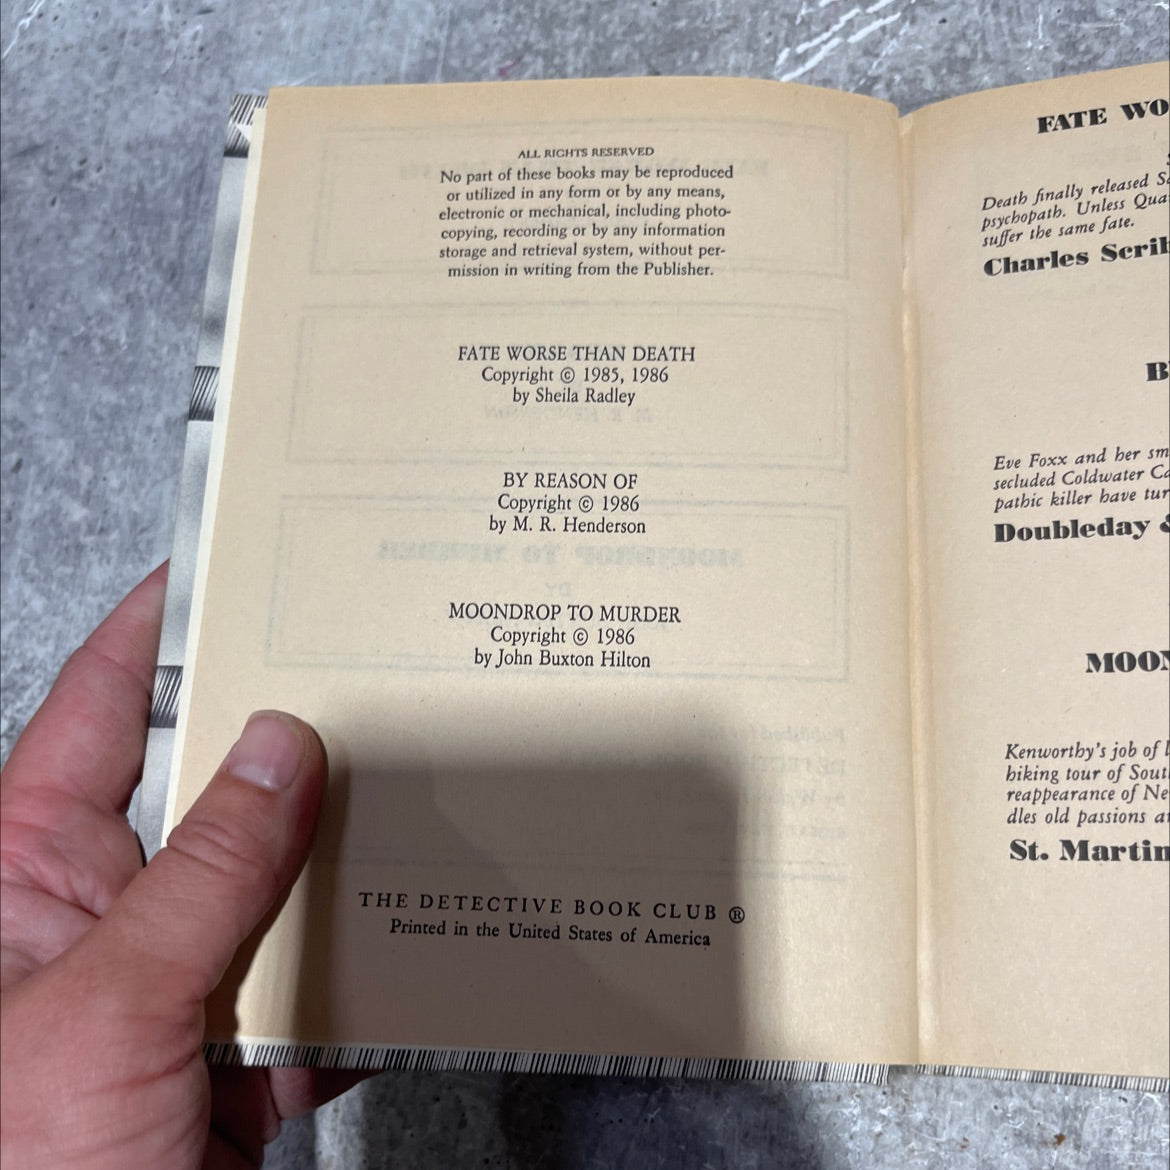 ALL RIGHTS RESERVED
No part of these books may be reproduced
or utilized in any form or by any means,
electronic or mechanical, including photo-
copying, recording or by any information
storage and retrieval system, without per-
mission in writing from the Publisher.
FATE WORSE THAN DEATH
Copyright © 1985, 1986
by Sheila Radley
BY REASON OF
Copyright © 1986
by M. R. Henderson
MOONDROP TO MURDER
Copyright © 1986
by John Buxton Hilton
THE DETECTIVE BOOK CLUB ®
Printed in the United States of America
FATE WO
Death finally released Sa
psychopath. Unless Qua
suffer the same fate.
Charles Scrib
B
Eve Foxx and her sm
secluded Coldwater Ca
pathic killer have tur
Doubleday &
MOON
Kenworthy's job of l
hiking tour of Sout
reappearance of Ne
dles old passions a
St. Martin